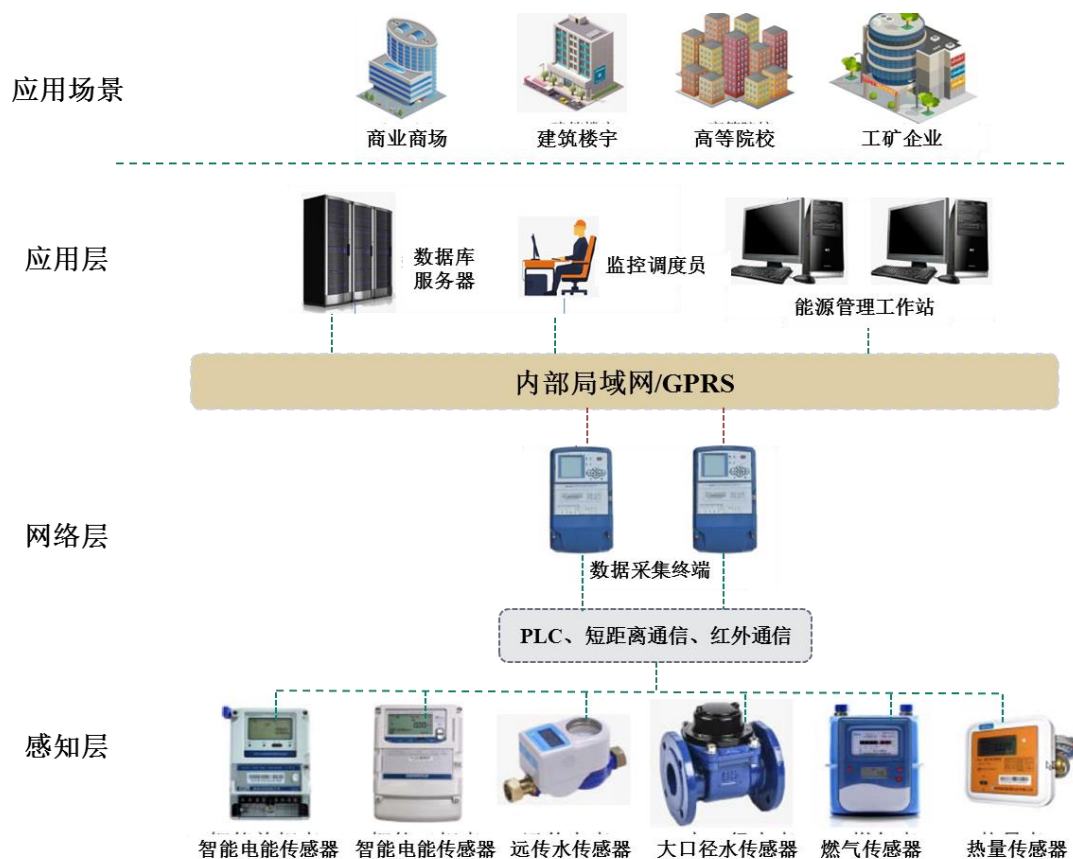 应用场景
商业商场
建筑楼宇
高等院校
工矿企业
应用层
数据库
服务器
监控调度员
能源管理工作站
内部局域网/GPRS
网络层
数据采集终端
PLC、短距离通信、红外通信
感知层
智能电能传感器
智能电能传感器
远传水传感器
大口径水传感器
燃气传感器
热量传感器